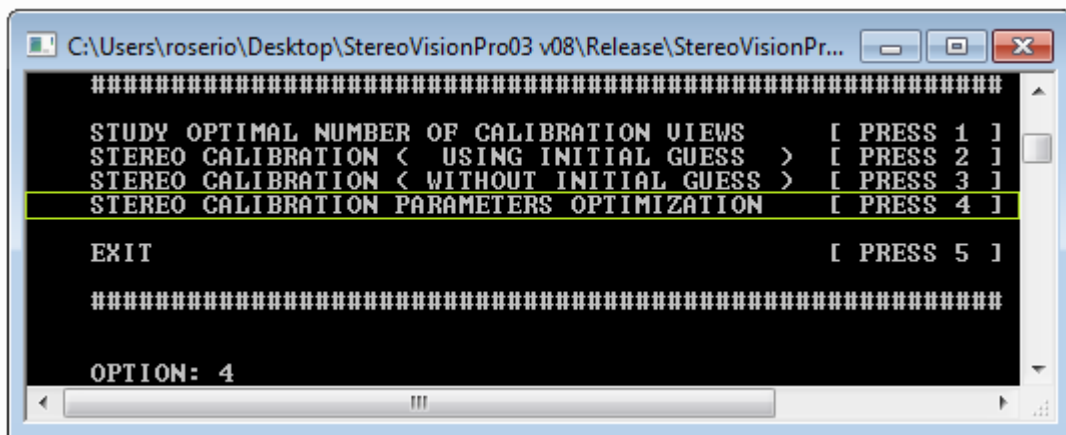 C:\Users\roserio\Desktop\StereoVisionPro03 v08\Release\StereoVisionPr...
#########################################################
STUDY OPTIMAL NUMBER OF CALIBRATION VIEWS [ PRESS 1 ]
STEREO CALIBRATION ( USING INITIAL GUESS ) [ PRESS 2 ]
STEREO CALIBRATION ( WITHOUT INITIAL GUESS ) [ PRESS 3 ]
STEREO CALIBRATION PARAMETERS OPTIMIZATION [ PRESS 4 ]
EXIT [ PRESS 5 ]
#########################################################
OPTION: 4